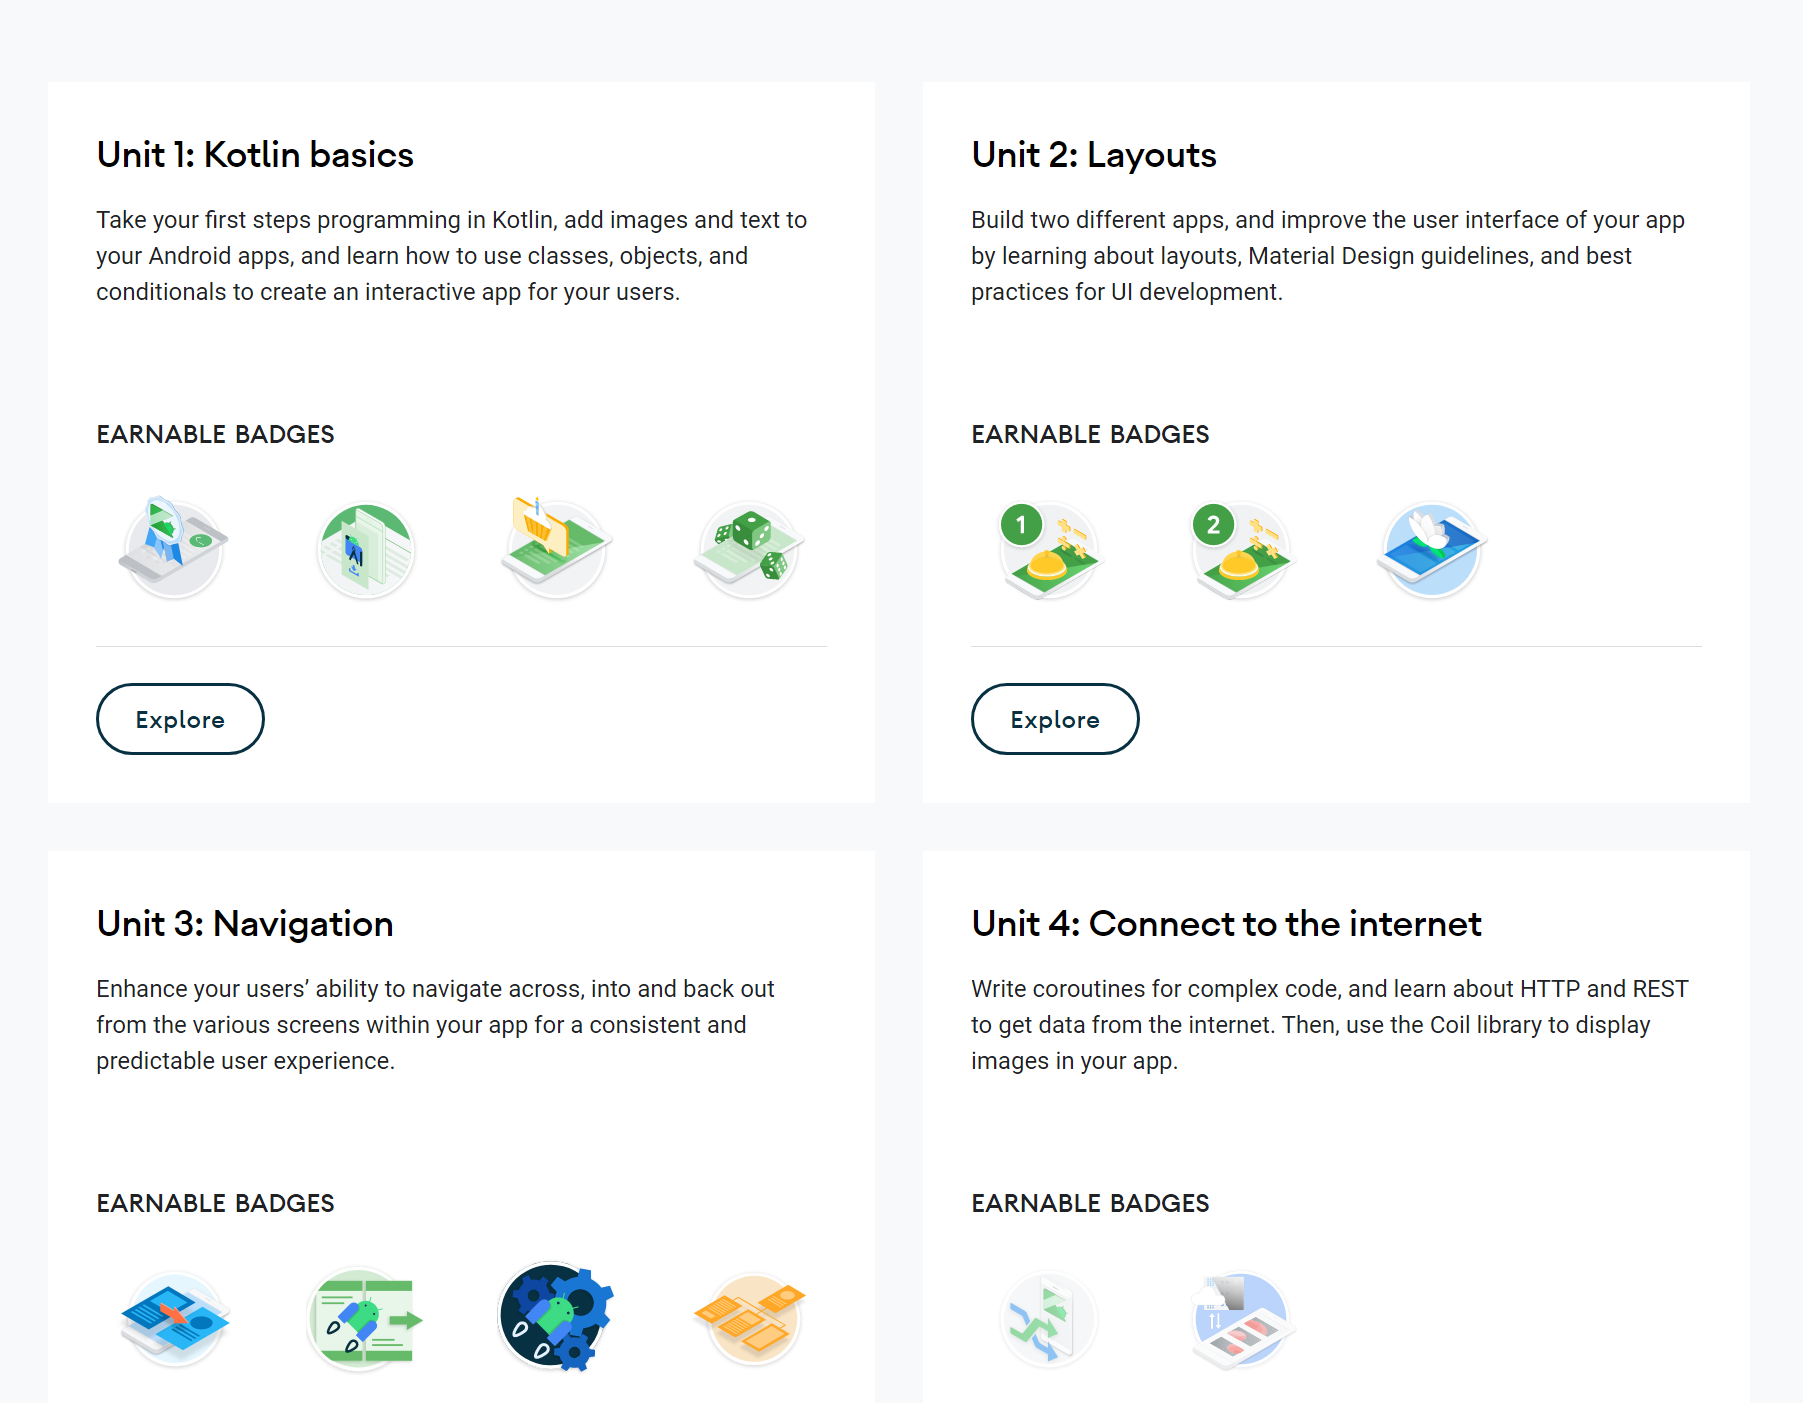 Unit 1: Kotlin basics
Take your first steps programming in Kotlin, add images and text to
your Android apps, and learn how to use classes, objects, and
conditionals to create an interactive app for your users.
EARNABLE BADGES
Explore
Unit 2: Layouts
Build two different apps, and improve the user interface of your app
by learning about layouts, Material Design guidelines, and best
practices for UI development.
EARNABLE BADGES
1
2
Explore
Unit 3: Navigation
Enhance your users’ ability to navigate across, into and back out
from the various screens within your app for a consistent and
predictable user experience.
EARNABLE BADGES
Unit 4: Connect to the internet
Write coroutines for complex code, and learn about HTTP and REST
to get data from the internet. Then, use the Coil library to display
images in your app.
EARNABLE BADGES